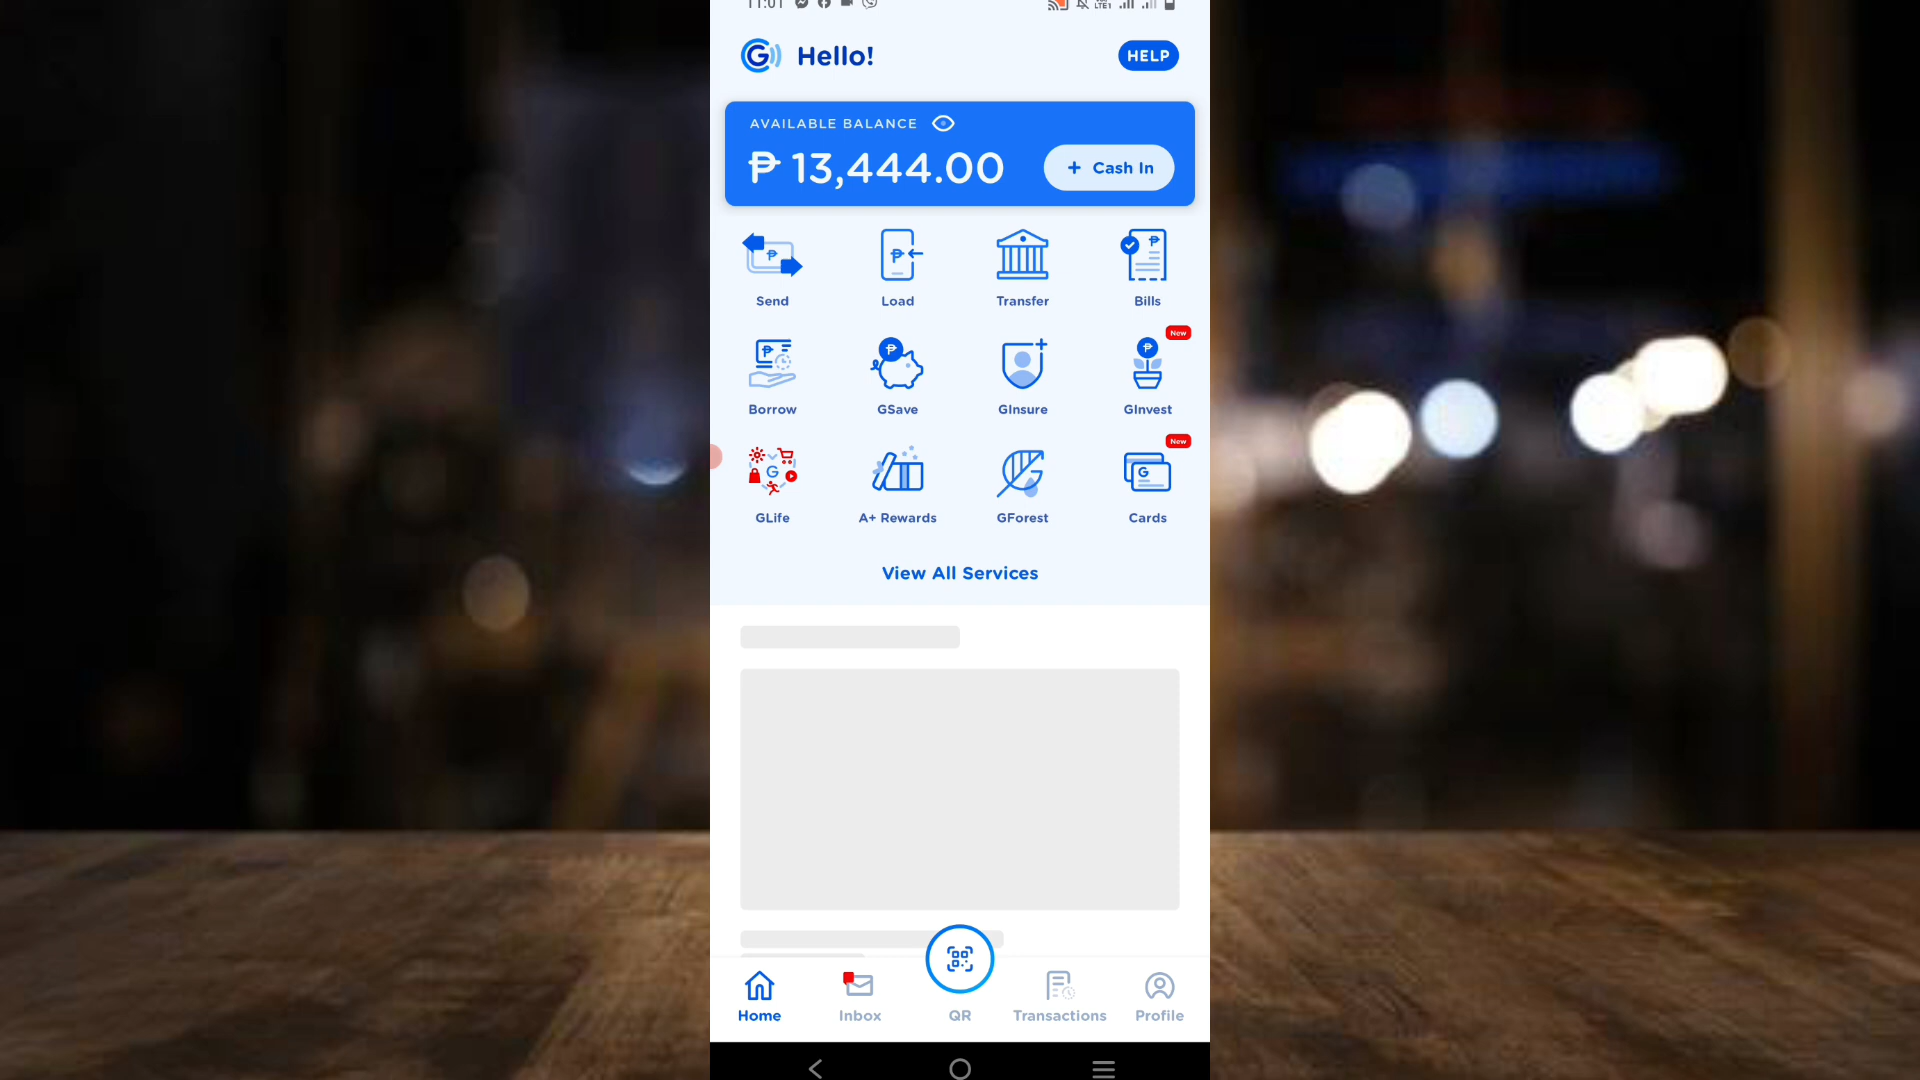 11:01
Hello!
HELP
AVAILABLE BALANCE
₱ 13,444.00
+ Cash In
Send
Load
Transfer
Bills
New
Borrow
GSave
GInsure
GInvest
New
GLife
A+ Rewards
GForest
Cards
View All Services
Home
Inbox
QR
Transactions
Profile